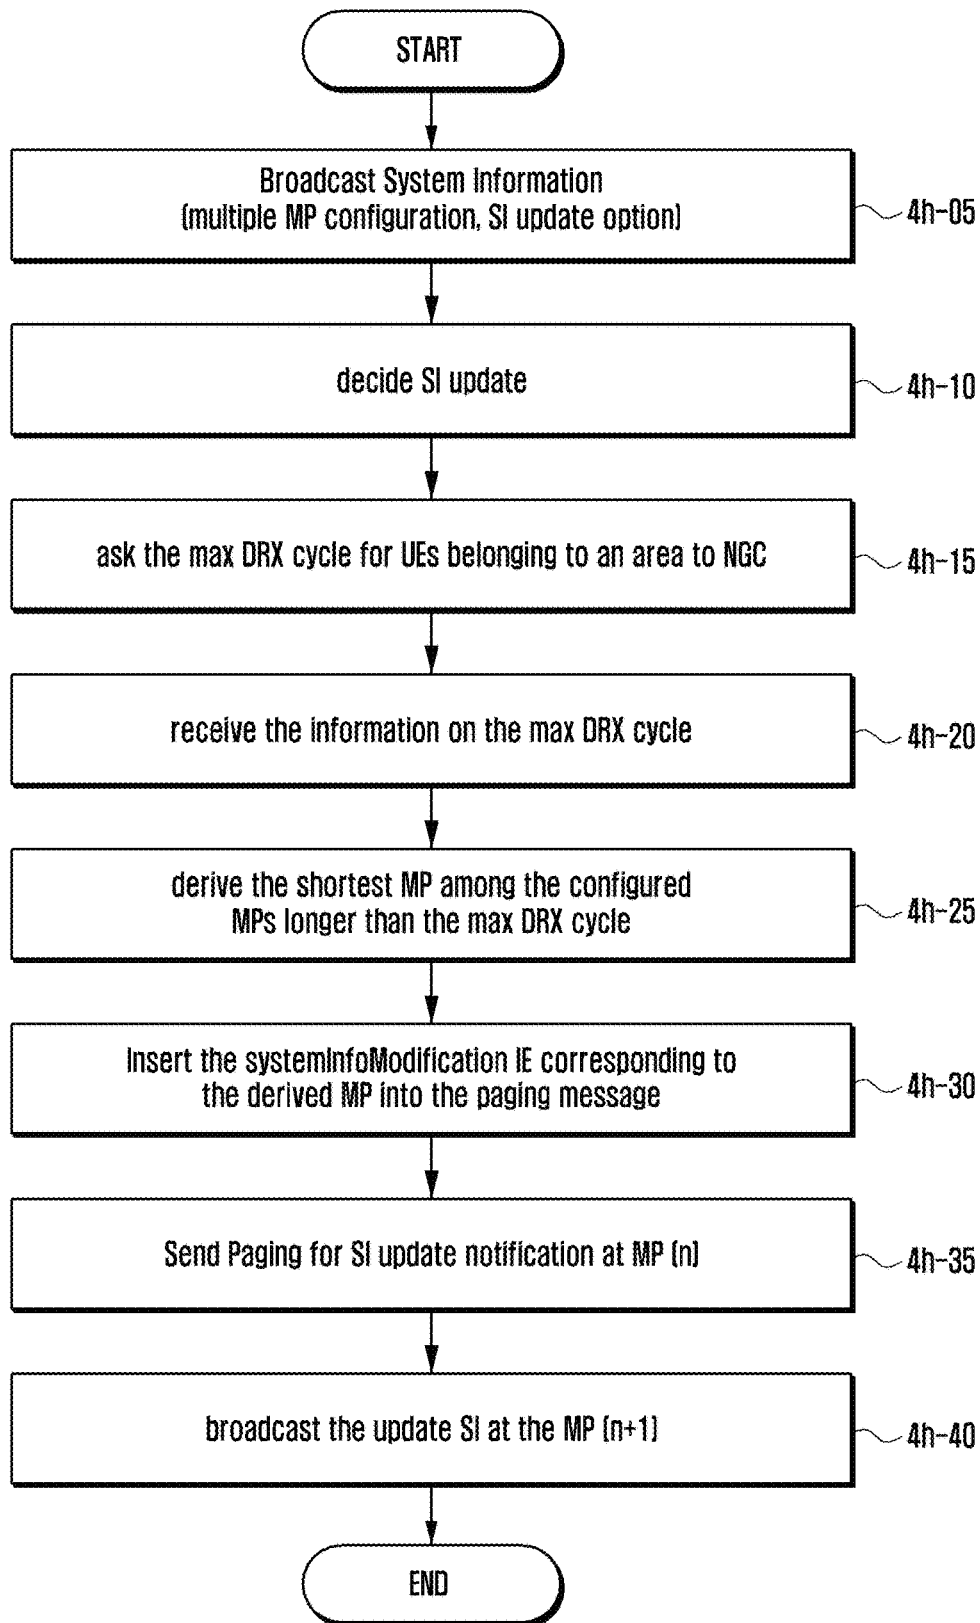 START
Broadcast System Information
(multiple MP configuration, SI update option)
4h-05
decide SI update
4h-10
ask the max DRX cycle for UEs belonging to an area to NGC
4h-15
receive the information on the max DRX cycle
4h-20
derive the shortest MP among the configured
MPs longer than the max DRX cycle
4h-25
Insert the systemInfoModification IE corresponding to
the derived MP into the paging message
4h-30
Send Paging for SI update notification at MP (n)
4h-35
broadcast the update SI at the MP (n+1)
4h-40
END